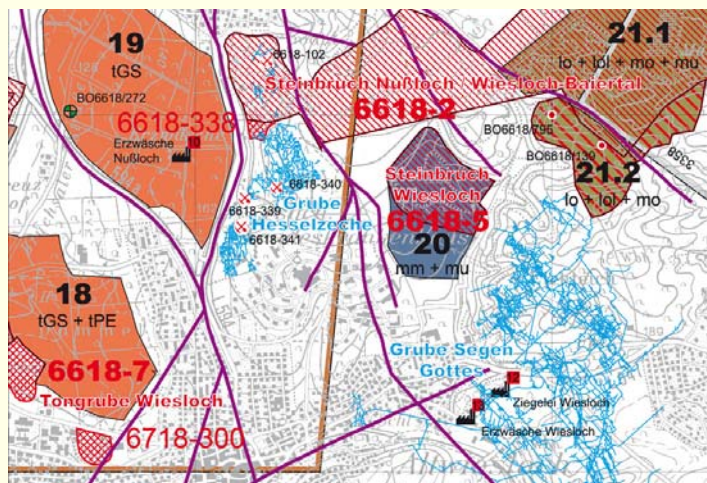 19
tGS
BO6618/272
6618-338
Erzwäsche
Nußloch
10
6618-102
Steinbruch Nußloch / Wiesloch-Baiertal
6618-2
21.1
lo + lol + mo + mu
BO6618/795
BO6618/139
21.2
lo + lol + mo
3358
6618-340
6618-339
Grube
Hesselzeche
6618-341
Steinbruch
Wiesloch
6618-5
20
mm + mu
18
tGS + tPE
6618-7
Tongrube Wiesloch
6718-300
Grube Segen
Gottes
12
Ziegelei Wiesloch
Erzwäsche Wiesloch